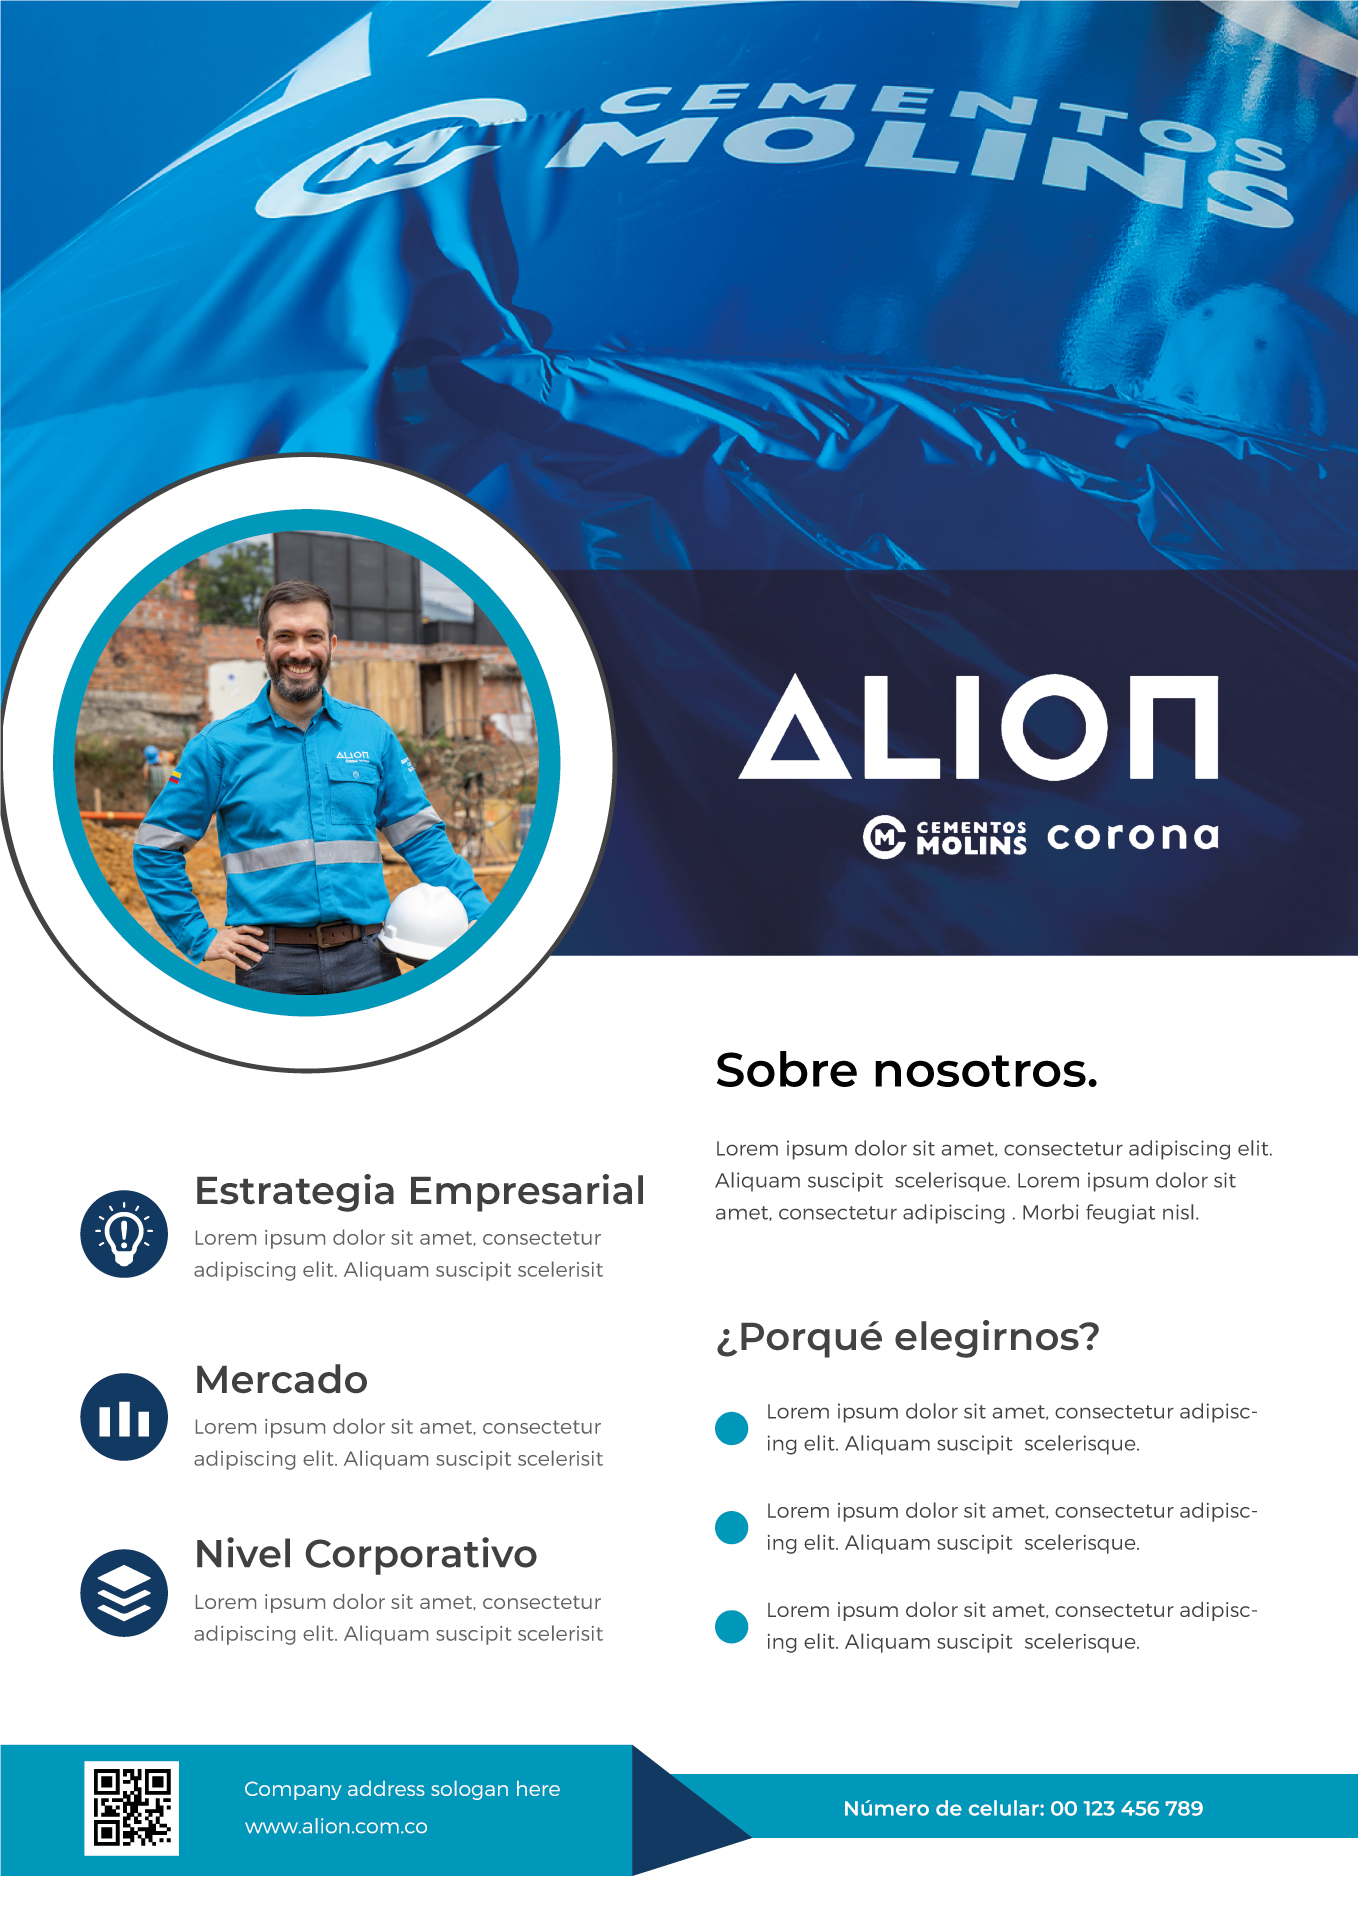 CEMENTOS
MOLINS
ALION
CEMENTOS
MOLINS
corona
ALION
Sobre nosotros.
Lorem ipsum dolor sit amet, consectetur adipiscing elit.
Aliquam suscipit  scelerisque. Lorem ipsum dolor sit
amet, consectetur adipiscing . Morbi feugiat nisl.
Estrategia Empresarial
Lorem ipsum dolor sit amet, consectetur
adipiscing elit. Aliquam suscipit scelerisit
Mercado
Lorem ipsum dolor sit amet, consectetur
adipiscing elit. Aliquam suscipit scelerisit
Nivel Corporativo
Lorem ipsum dolor sit amet, consectetur
adipiscing elit. Aliquam suscipit scelerisit
¿Porqué elegirnos?
Lorem ipsum dolor sit amet, consectetur adipisc-
ing elit. Aliquam suscipit  scelerisque.
Lorem ipsum dolor sit amet, consectetur adipisc-
ing elit. Aliquam suscipit  scelerisque.
Lorem ipsum dolor sit amet, consectetur adipisc-
ing elit. Aliquam suscipit  scelerisque.
Company address sologan here
www.alion.com.co
Número de celular: 00 123 456 789